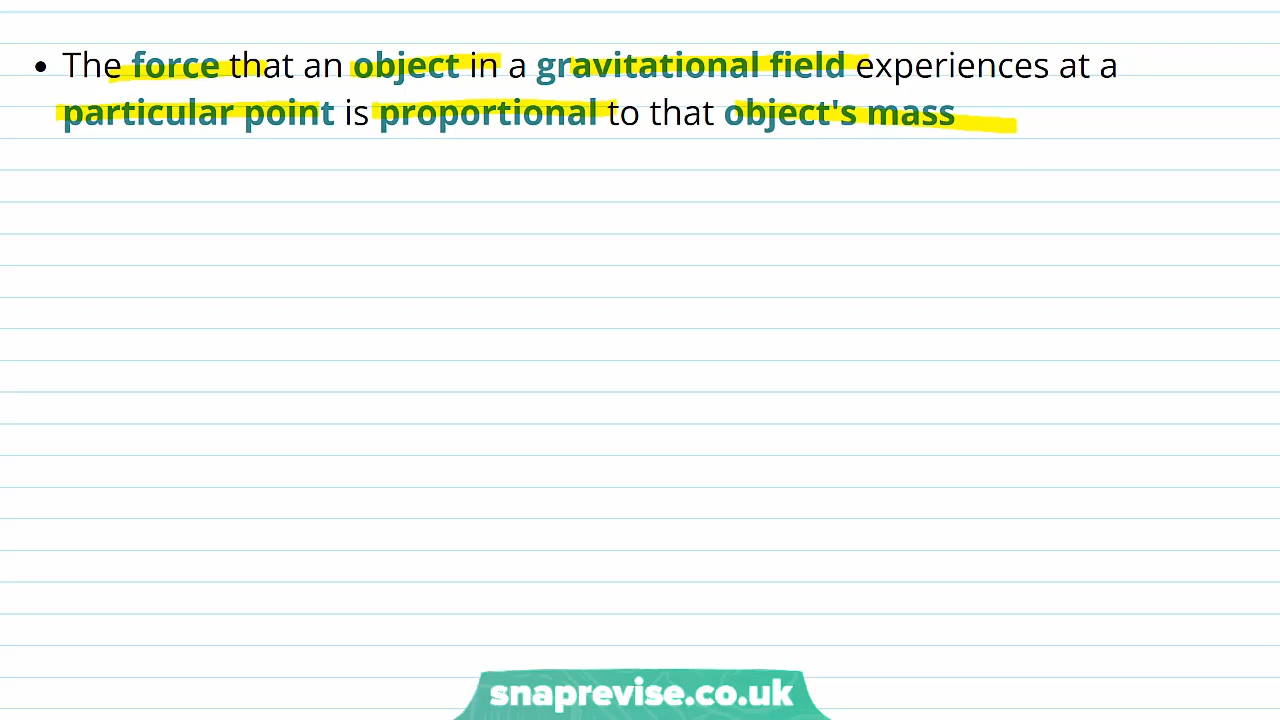 • The force that an object in a gravitational field experiences at a
particular point is proportional to that object's mass
snaprevise.co.uk